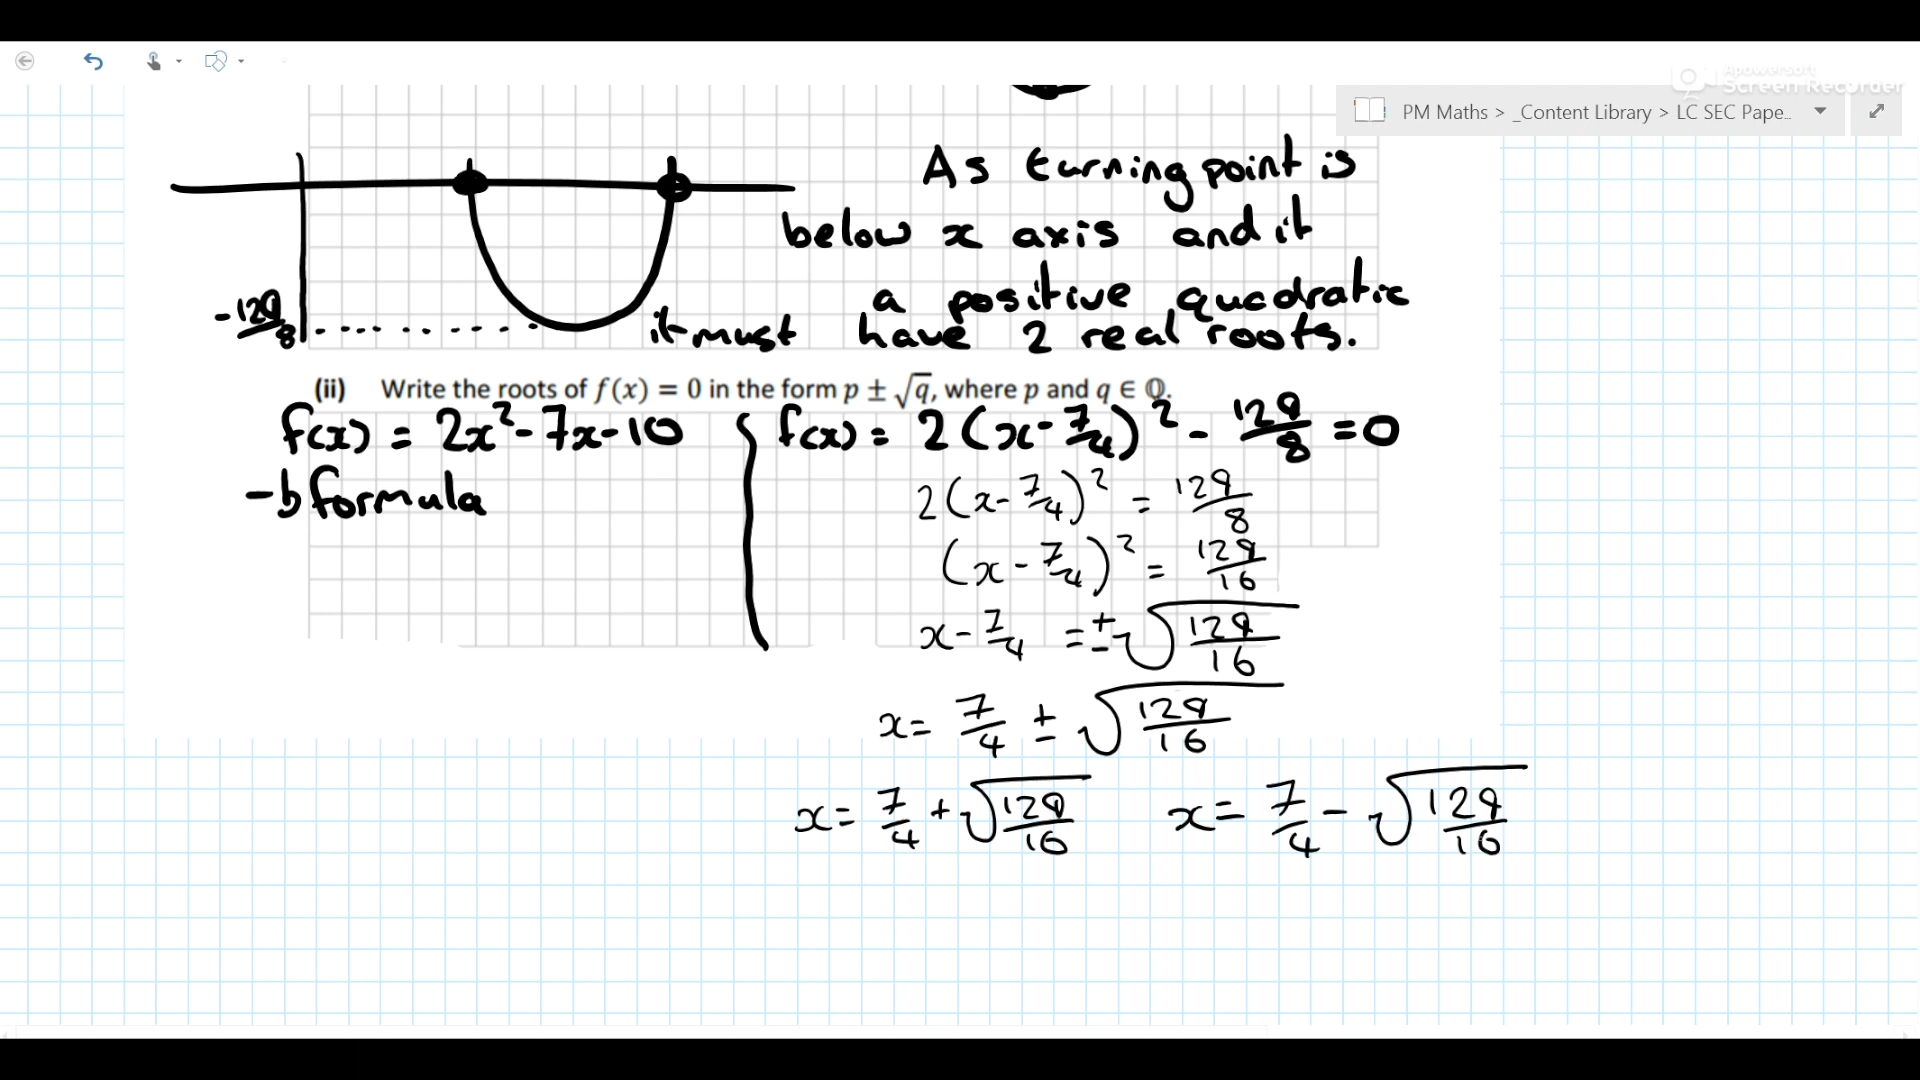 Apowersoft
Screen Recorder
PM Maths > _Content Library > LC SEC Pape...
As turning point is
below x axis and it
a positive quadratic
it must have 2 real roots.
-129/8
(ii) Write the roots of f(x) = 0 in the form p ± √q, where p and q ∈ ℚ.
f(x) = 2x² - 7x - 10
-b formula
f(x) = 2(x - 7/4)² - 129/8 = 0
2(x - 7/4)² = 129/8
(x - 7/4)² = 129/16
x - 7/4 = ± √(129/16)
x = 7/4 ± √(129/16)
x = 7/4 + √(129/16) x = 7/4 - √(129/16)